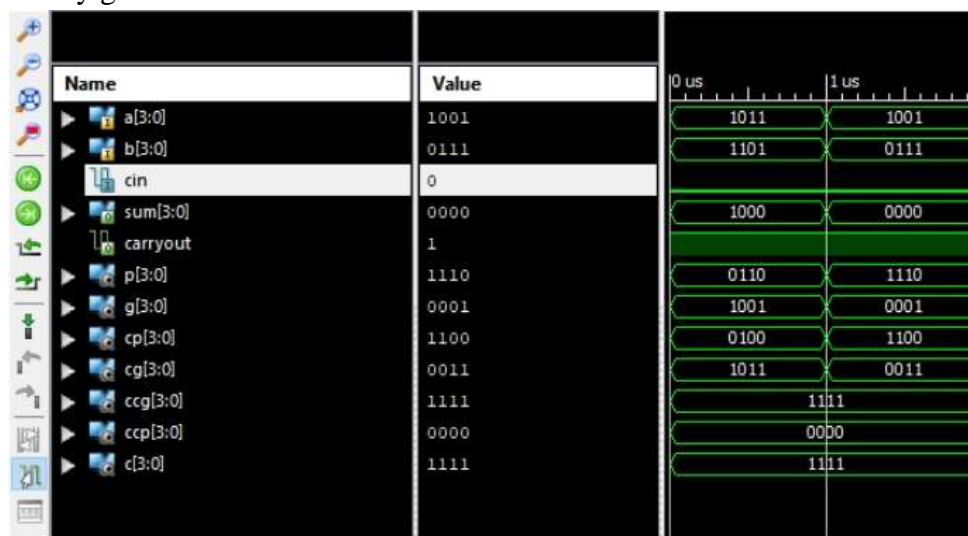 Name Value 0 us 1 us
a[3:0] 1001 1011 1001
b[3:0] 0111 1101 0111
cin 0
sum[3:0] 0000 1000 0000
carryout 1
p[3:0] 1110 0110 1110
g[3:0] 0001 1001 0001
cp[3:0] 1100 0100 1100
cg[3:0] 0011 1011 0011
ccg[3:0] 1111 1111
ccp[3:0] 0000 0000
c[3:0] 1111 1111